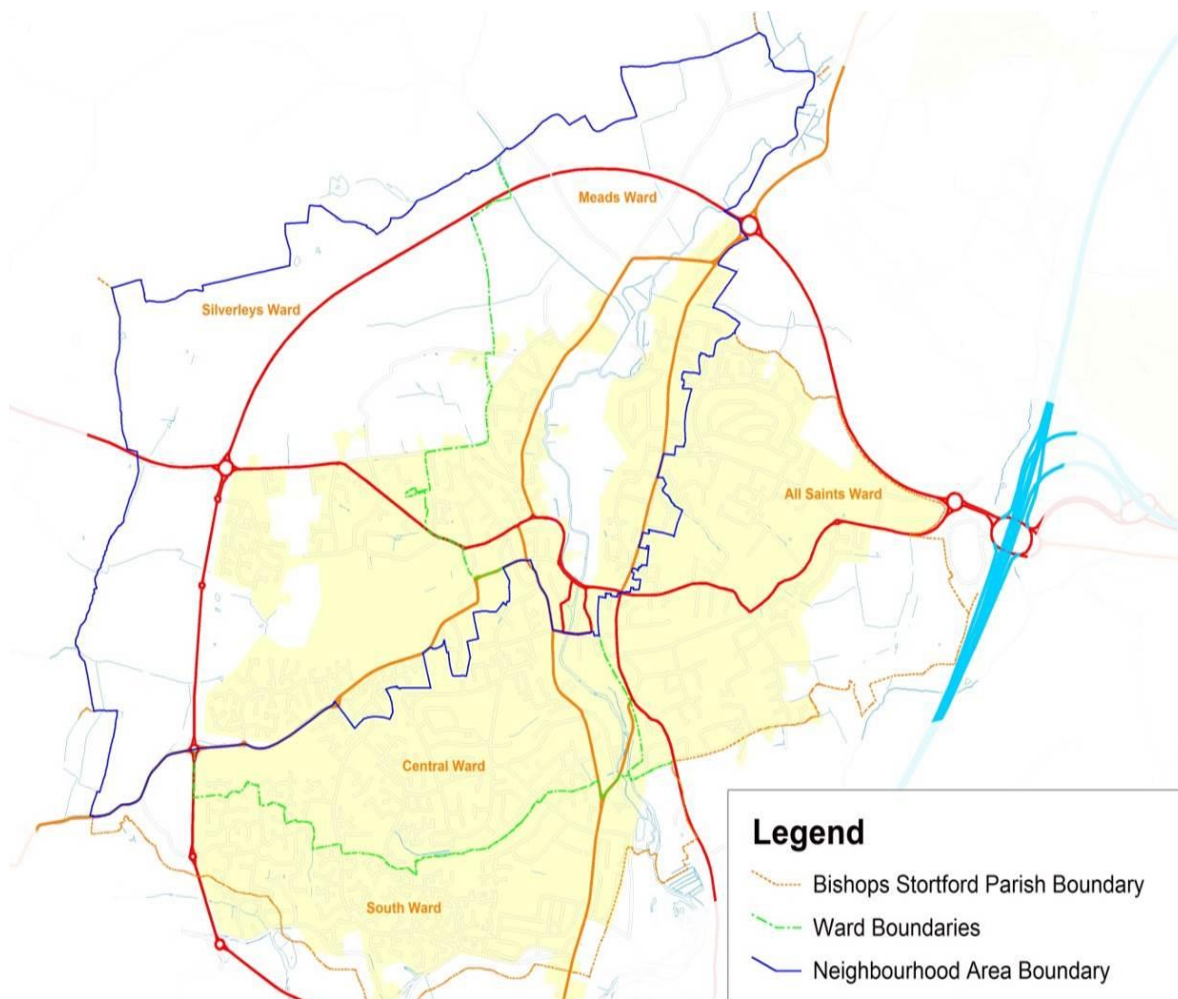 Meads Ward
Silverleys Ward
All Saints Ward
Central Ward
South Ward
Legend
Bishops Stortford Parish Boundary
Ward Boundaries
Neighbourhood Area Boundary